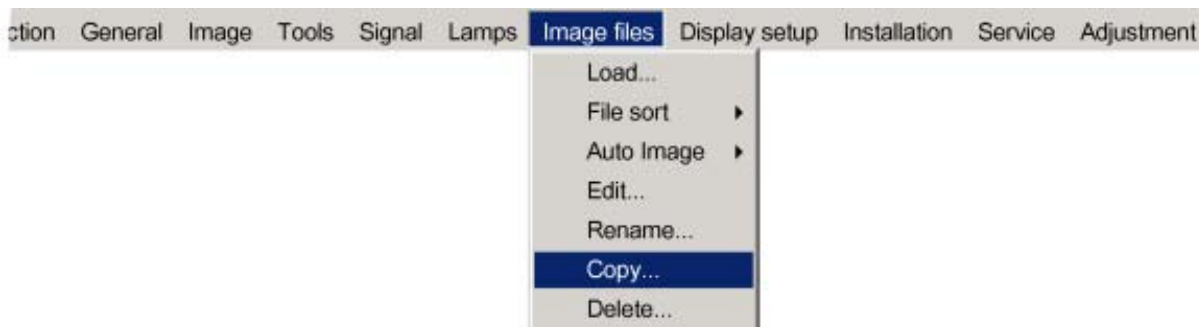 ction General Image Tools Signal Lamps Image files Display setup Installation Service Adjustment
Load...
File sort
Auto Image
Edit...
Rename...
Copy...
Delete...